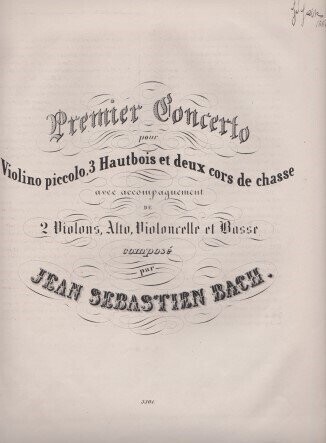 Premier Concerto
pour
Violino piccolo, 3 Hautbois et deux cors de chasse
avec accompagnement
DE
2 Violons, Alto, Violoncelle et Basse
composé
par
JEAN SEBASTIEN BACH.